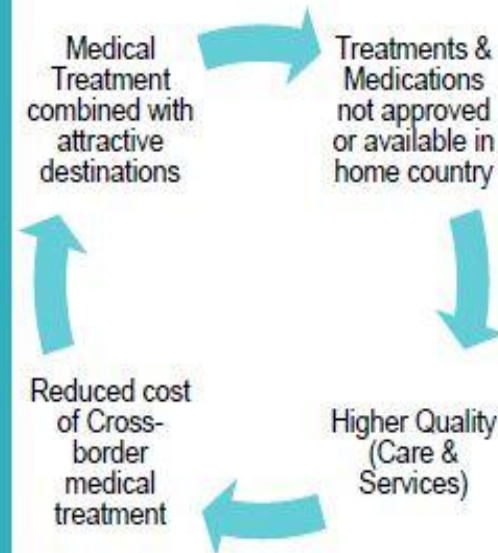 Medical
Treatment
combined with
attractive
destinations
Treatments &
Medications
not approved
or available in
home country
Higher Quality
(Care &
Services)
Reduced cost
of Cross-
border
medical
treatment